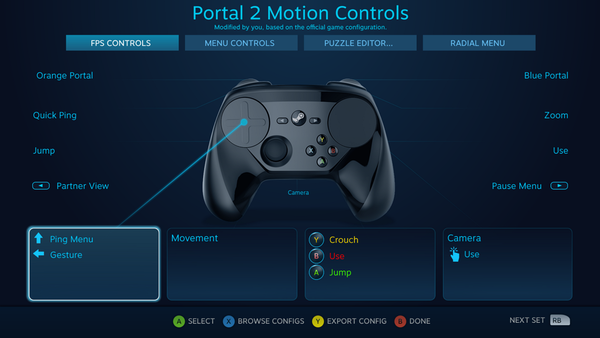 Portal 2 Motion Controls
Modified by you, based on the official game configuration.
FPS CONTROLS
MENU CONTROLS
PUZZLE EDITOR...
RADIAL MENU
Orange Portal
Blue Portal
Quick Ping
Zoom
Jump
Use
Partner View
Pause Menu
Y
X
B
A
Camera
Ping Menu
Gesture
Movement
Y Crouch
B Use
A Jump
Camera
Use
A SELECT
X BROWSE CONFIGS
Y EXPORT CONFIG
B DONE
NEXT SET RB